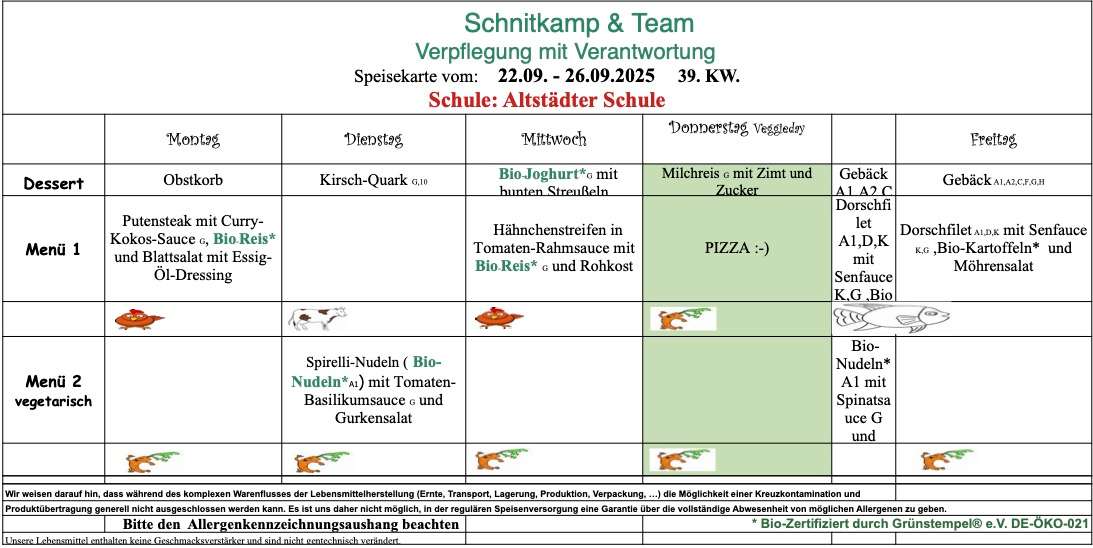 Schnitkamp & Team
Verpflegung mit Verantwortung
Speisekarte vom: 22.09. - 26.09.2025 39. KW.
Schule: Altstädter Schule
Montag
Dienstag
Mittwoch
Donnerstag Veggieday
Freitag
Dessert
Obstkorb
Kirsch-Quark G,10
Bio-Joghurt*G mit
bunten Streußeln
Milchreis G mit Zimt und
Zucker
Gebäck
A1,A2,C
Gebäck A1,A2,C,F,G,H
Menü 1
Putensteak mit Curry-
Kokos-Sauce G, Bio-Reis*
und Blattsalat mit Essig-
Öl-Dressing
Hähnchenstreifen in
Tomaten-Rahmsauce mit
Bio-Reis* G und Rohkost
PIZZA :-)
Dorschfi
let
A1,D,K
mit
Senfauce
K,G ,Bio
Dorschfilet A1,D,K mit Senfauce
K,G ,Bio-Kartoffeln* und
Möhrensalat
Menü 2
vegetarisch
Spirelli-Nudeln ( Bio-
Nudeln*A1) mit Tomaten-
Basilikumsauce G und
Gurkensalat
Bio-
Nudeln*
A1 mit
Spinatsa
uce G
und
Wir weisen darauf hin, dass während des komplexen Warenflusses der Lebensmittelherstellung (Ernte, Transport, Lagerung, Produktion, Verpackung, …) die Möglichkeit einer Kreuzkontamination und
Produktübertragung generell nicht ausgeschlossen werden kann. Es ist uns daher nicht möglich, in der regulären Speisenversorgung eine Garantie über die vollständige Abwesenheit von möglichen Allergenen zu geben.
Bitte den Allergenkennzeichnungsaushang beachten
* Bio-Zertifiziert durch Grünstempel® e.V. DE-ÖKO-021
Unsere Lebensmittel enthalten keine Geschmacksverstärker und sind nicht gentechnisch verändert.